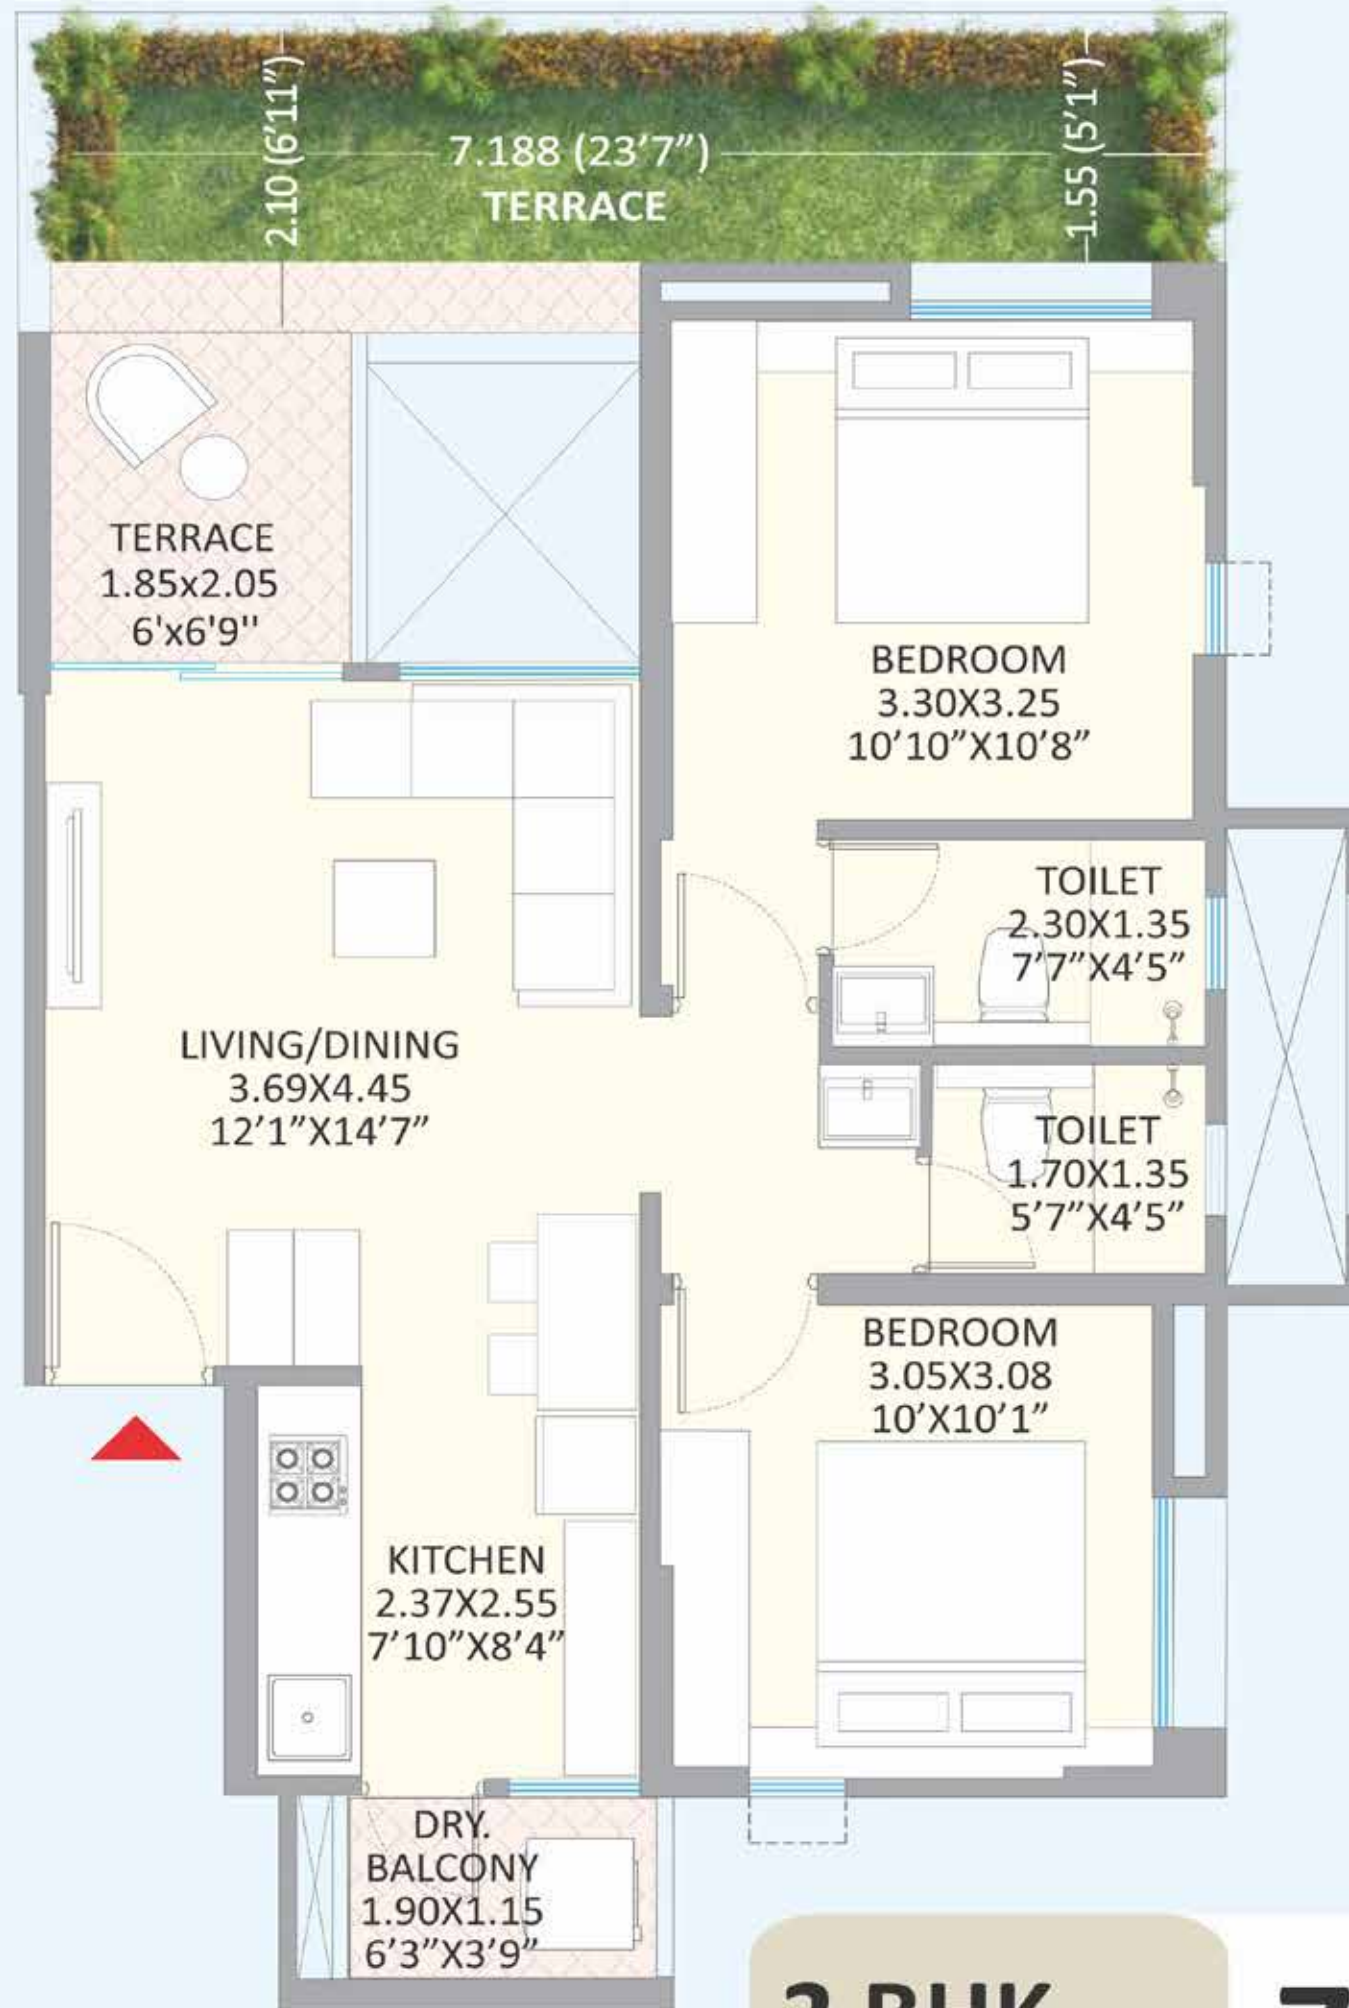 2.10 (6'11")
7.188 (23'7")
TERRACE
1.55 (5'1")
TERRACE
1.85x2.05
6'x6'9''
BEDROOM
3.30X3.25
10'10"X10'8"
TOILET
2.30X1.35
7'7"X4'5"
LIVING/DINING
3.69X4.45
12'1"X14'7"
TOILET
1.70X1.35
5'7"X4'5"
BEDROOM
3.05X3.08
10'X10'1"
KITCHEN
2.37X2.55
7'10"X8'4"
DRY.
BALCONY
1.90X1.15
6'3"X3'9"
2 BHK